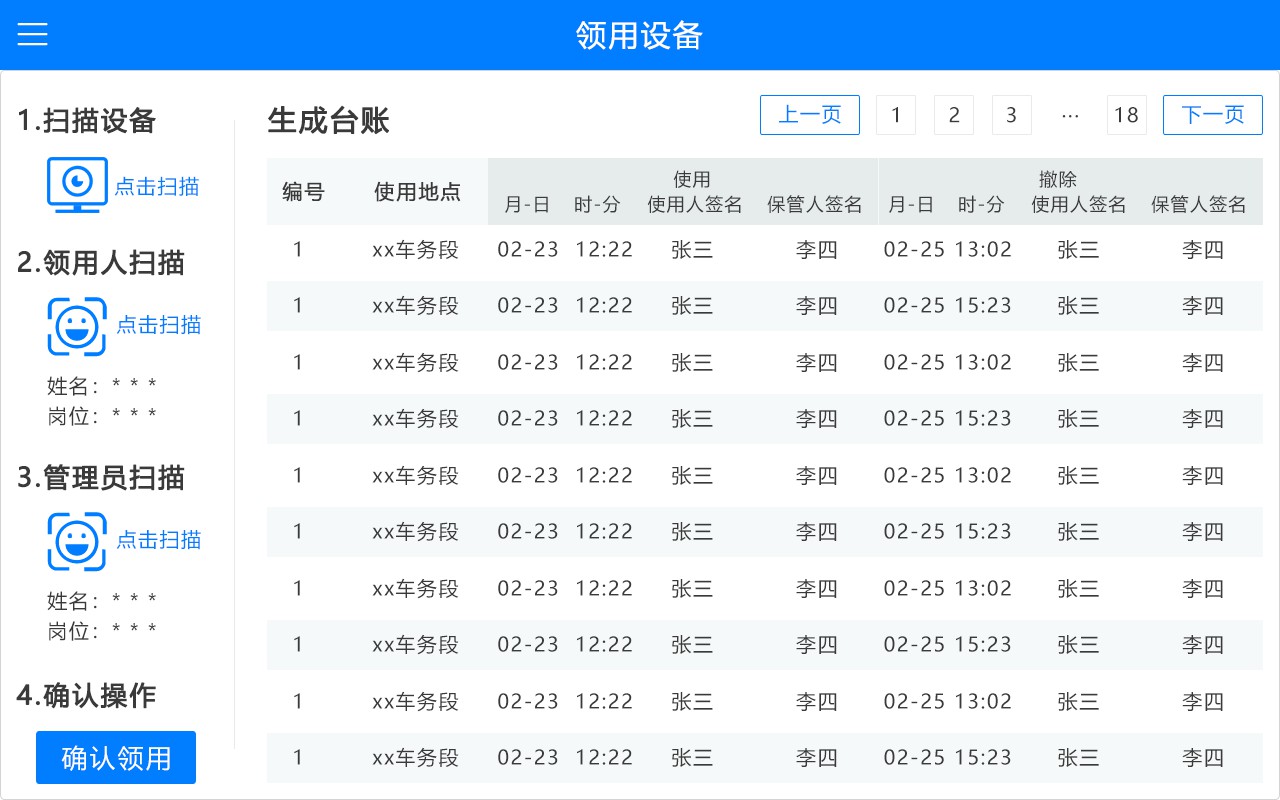 领用设备
1.扫描设备
点击扫描
2.领用人扫描
点击扫描
姓名：* * *
岗位：* * *
3.管理员扫描
点击扫描
姓名：* * *
岗位：* * *
4.确认操作
确认领用
生成台账
上一页 1 2 3 ... 18 下一页
编号 使用地点 使用 撤除
月-日 时-分 使用人签名 保管人签名 月-日 时-分 使用人签名 保管人签名
1 xx车务段 02-23 12:22 张三 李四 02-25 13:02 张三 李四
1 xx车务段 02-23 12:22 张三 李四 02-25 15:23 张三 李四
1 xx车务段 02-23 12:22 张三 李四 02-25 13:02 张三 李四
1 xx车务段 02-23 12:22 张三 李四 02-25 15:23 张三 李四
1 xx车务段 02-23 12:22 张三 李四 02-25 13:02 张三 李四
1 xx车务段 02-23 12:22 张三 李四 02-25 15:23 张三 李四
1 xx车务段 02-23 12:22 张三 李四 02-25 13:02 张三 李四
1 xx车务段 02-23 12:22 张三 李四 02-25 15:23 张三 李四
1 xx车务段 02-23 12:22 张三 李四 02-25 13:02 张三 李四
1 xx车务段 02-23 12:22 张三 李四 02-25 15:23 张三 李四